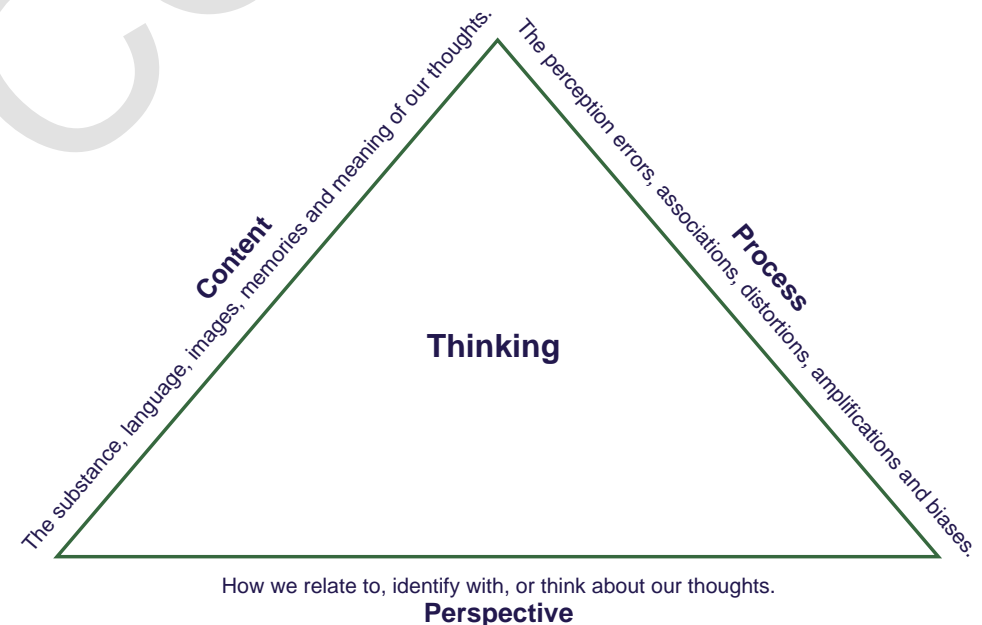 Content
The substance, language, images, memories and meaning of our thoughts.
The perception errors, associations, distortions, amplifications and biases.
Process
Thinking
How we relate to, identify with, or think about our thoughts.
Perspective